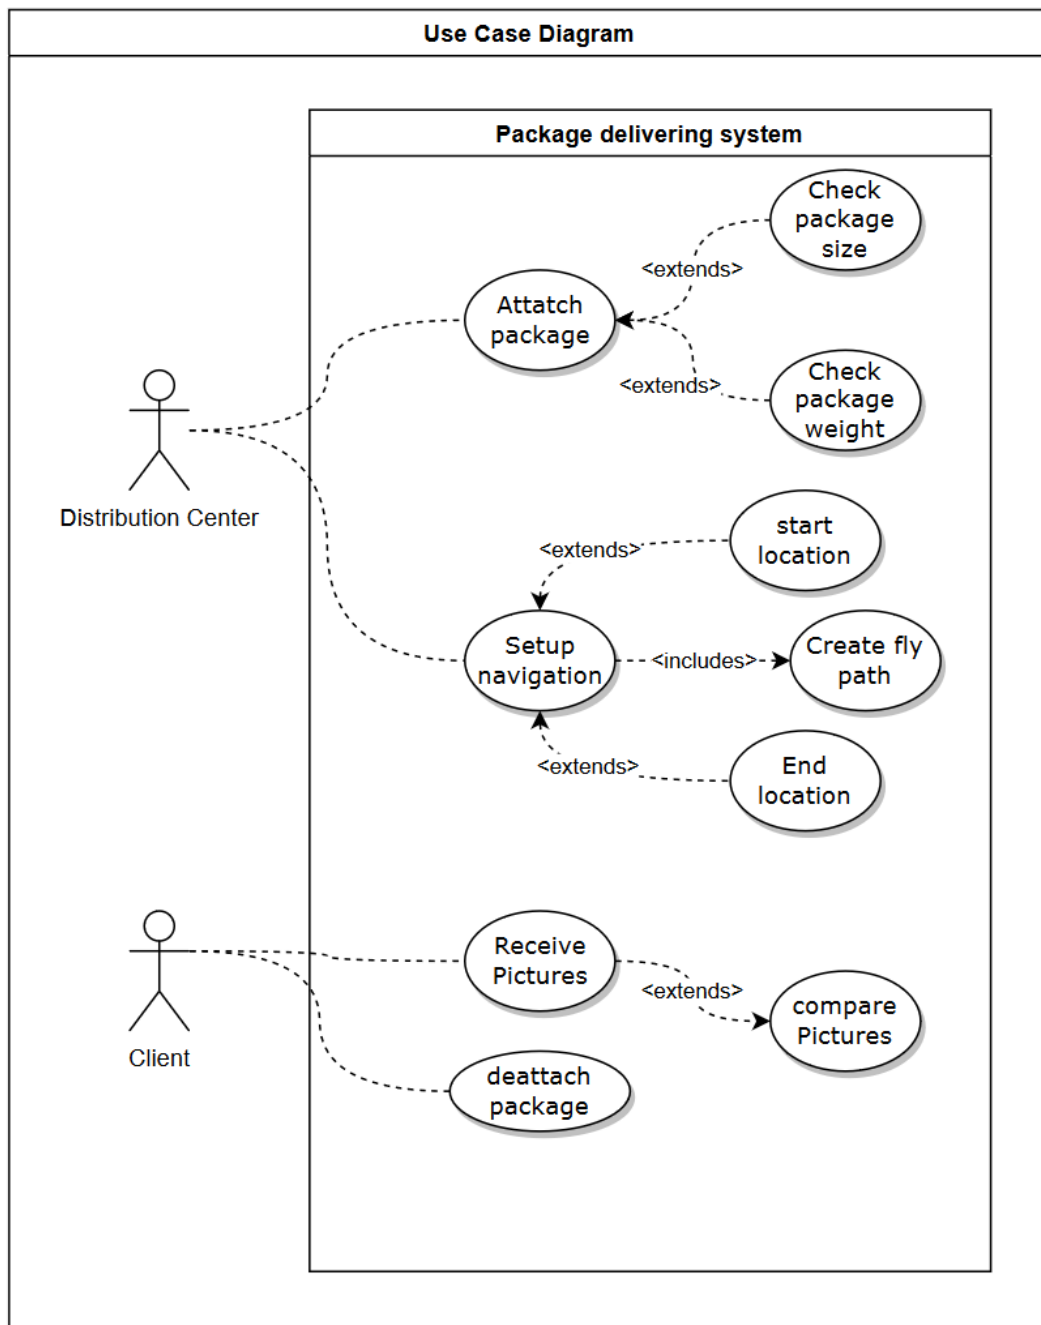 Use Case Diagram
Package delivering system
Check
package
size
<extends>
Attatch
package
<extends>
Check
package
weight
Distribution Center
start
location
<extends>
Setup
navigation
<includes>
Create fly
path
<extends>
End
location
Receive
Pictures
<extends>
compare
Pictures
Client
deattach
package